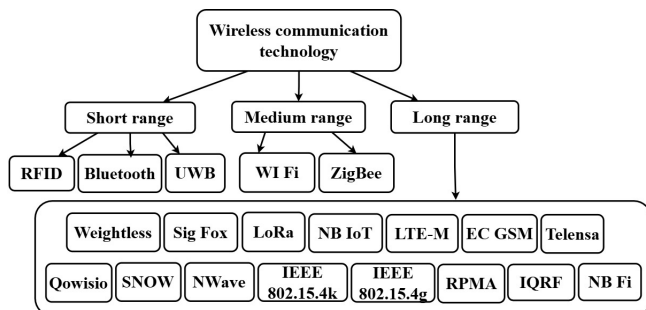 Wireless communication
technology
Short range
Medium range
Long range
RFID
Bluetooth
UWB
WI Fi
ZigBee
Weightless
Sig Fox
LoRa
NB IoT
LTE-M
EC GSM
Telensa
Qowisio
SNOW
NWave
IEEE
802.15.4k
IEEE
802.15.4g
RPMA
IQRF
NB Fi